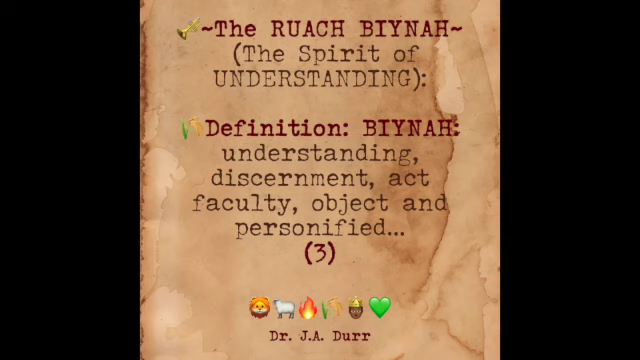 🎺~The RUACH BIYNAH~
(The Spirit of
UNDERSTANDING):
🌾Definition: BIYNAH:
understanding,
discernment, act
faculty, object and
personified...
(3)
🦁🐑🔥🌾🤴🏾💚
Dr. J.A. Durr